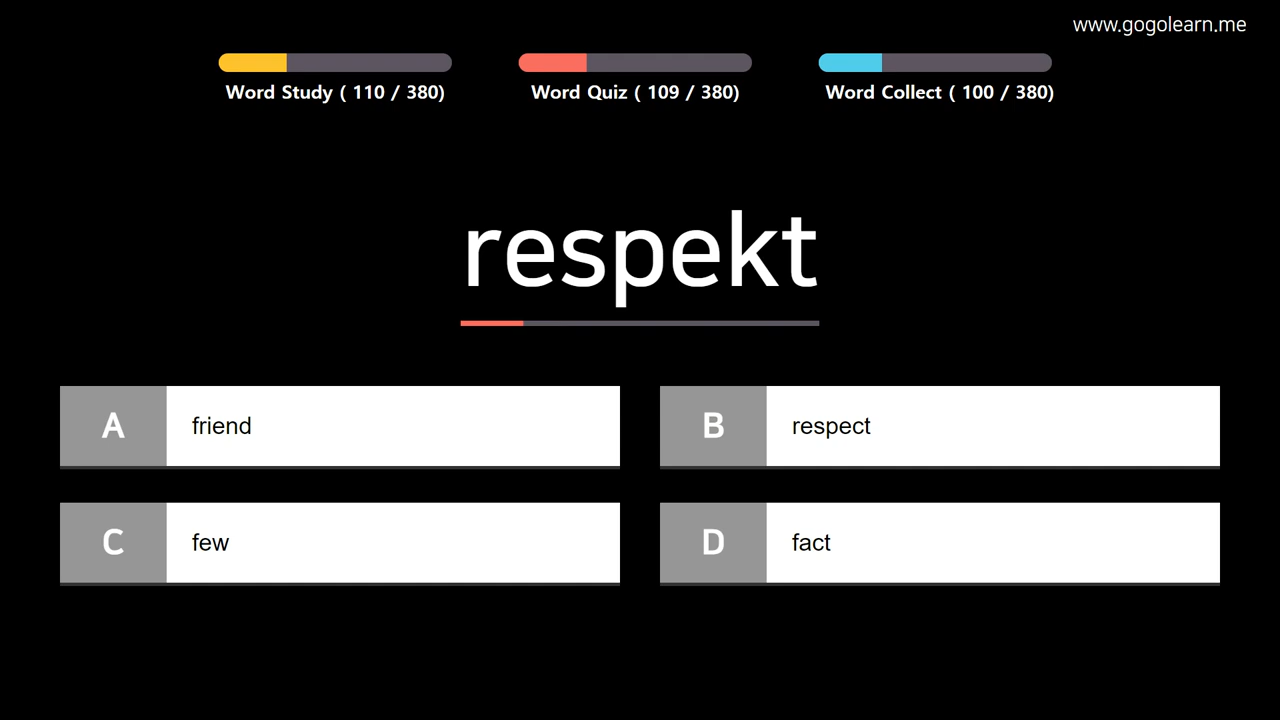 www.gogolearn.me
Word Study ( 110 / 380)
Word Quiz ( 109 / 380)
Word Collect ( 100 / 380)
respekt
A friend
B respect
C few
D fact